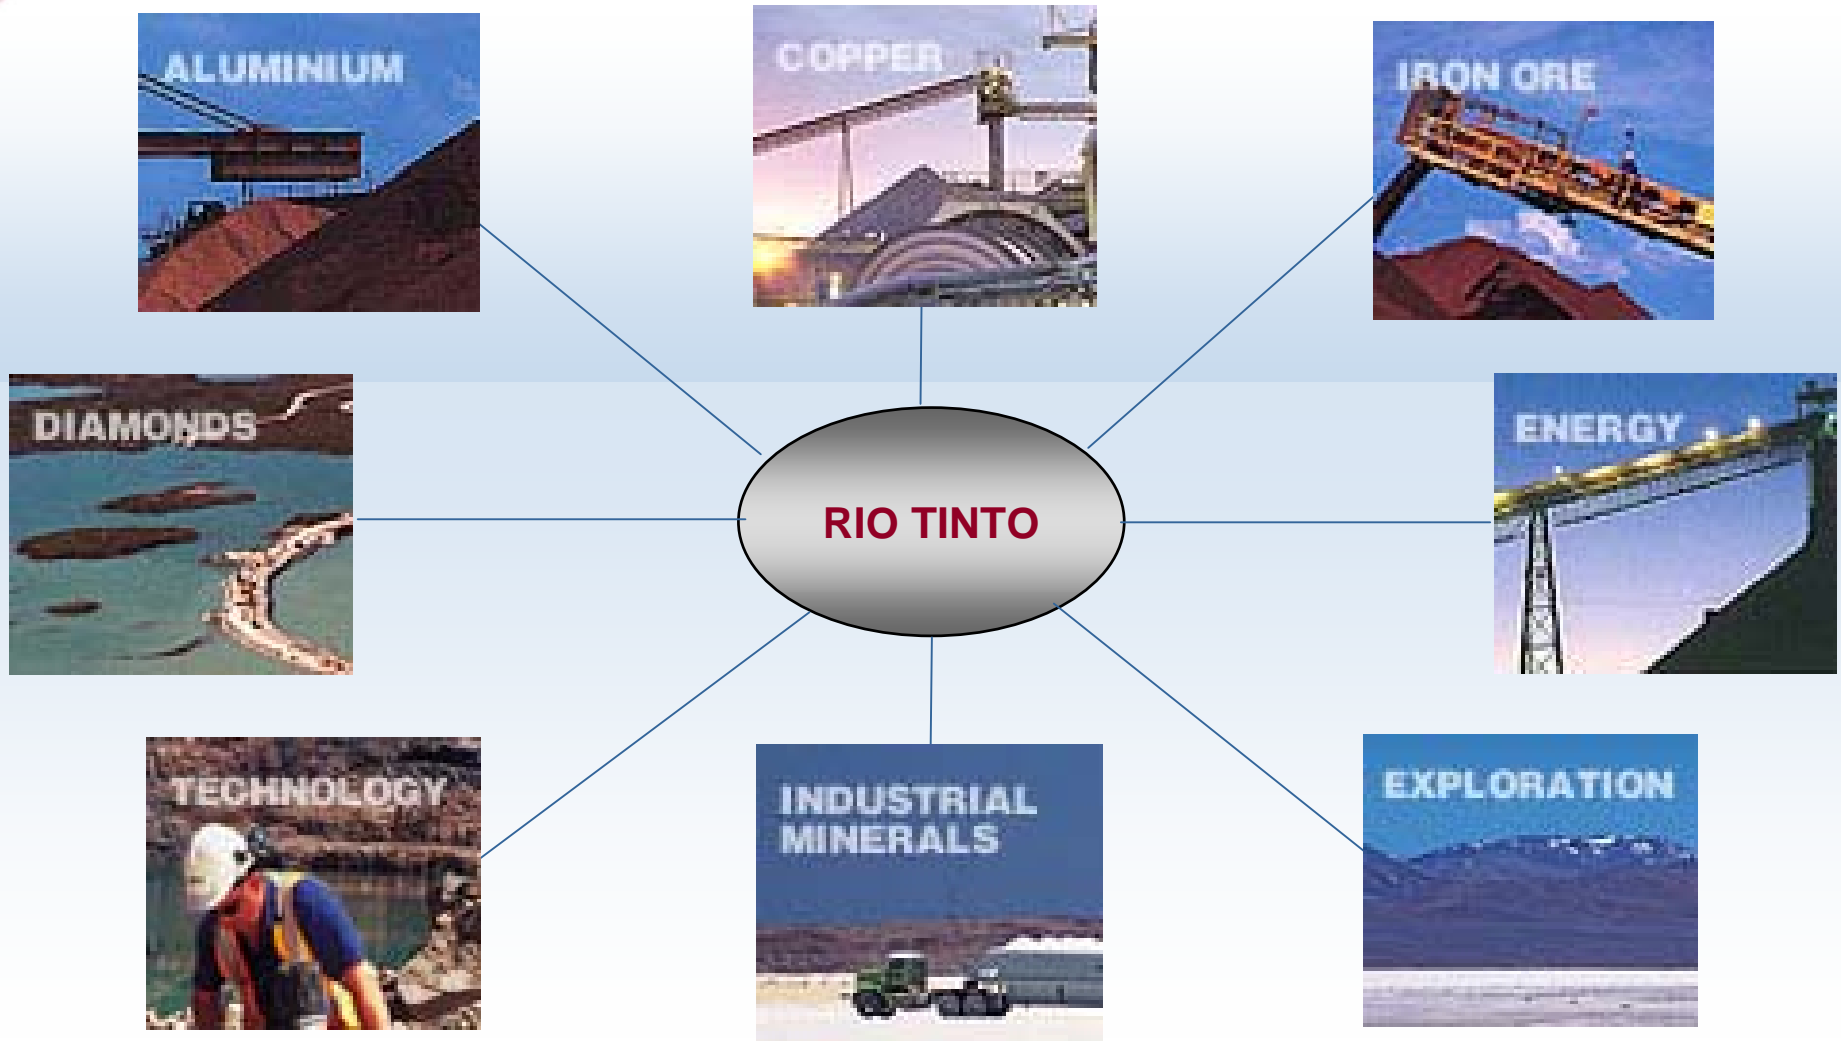 ALUMINIUM
COPPER
IRON ORE
DIAMONDS
ENERGY
RIO TINTO
TECHNOLOGY
INDUSTRIAL
MINERALS
EXPLORATION